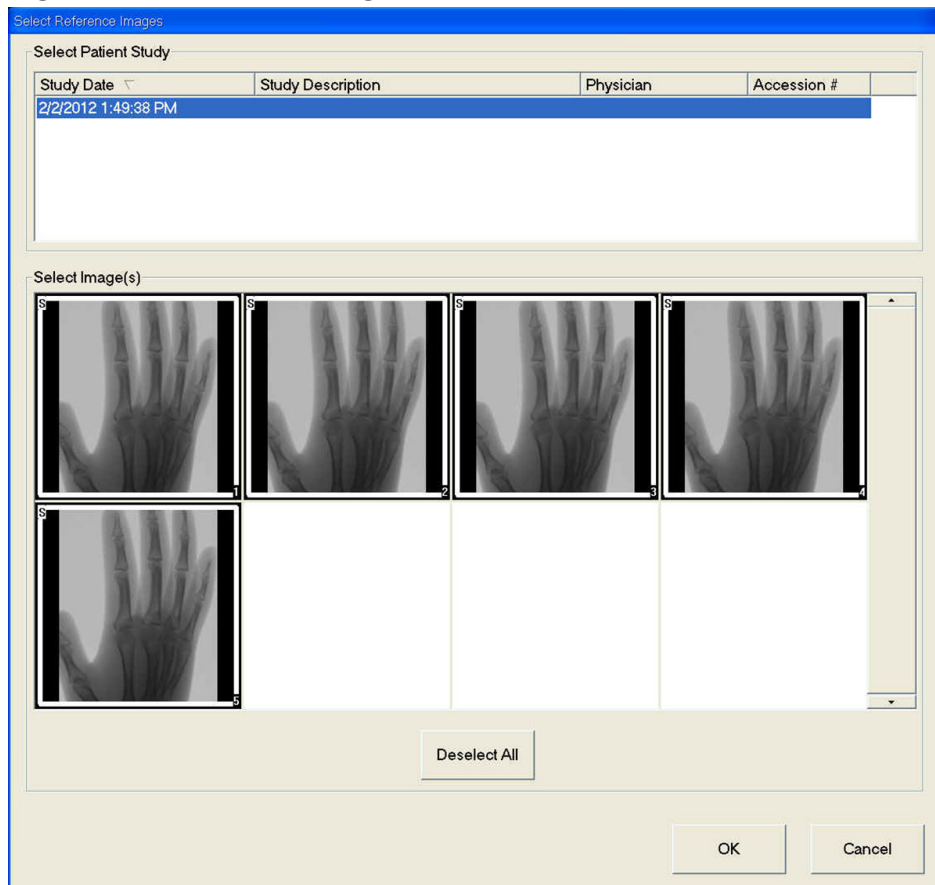 Select Reference Images
Select Patient Study
Study Date Study Description Physician Accession #
2/2/2012 1:49:38 PM
Select Image(s)
S S S S
1 2 3 4
S
5
Deselect All
OK Cancel